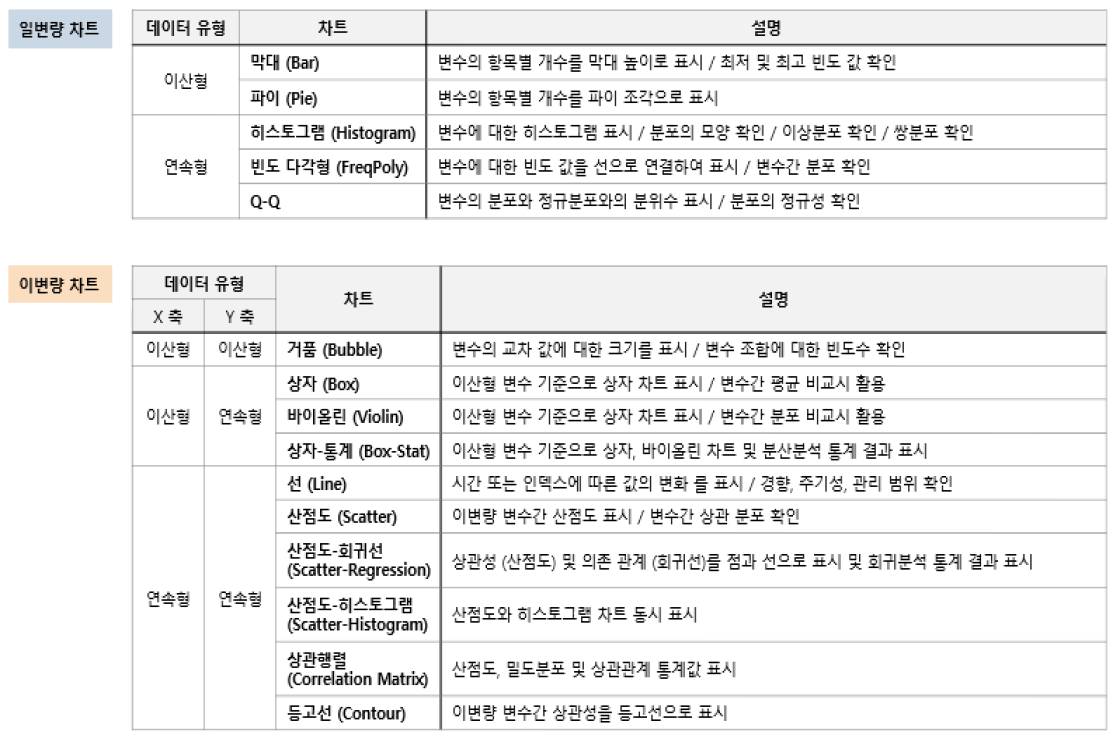 일변량 차트
데이터 유형 차트 설명
이산형
막대 (Bar) 변수의 항목별 개수를 막대 높이로 표시 / 최저 및 최고 빈도 값 확인
파이 (Pie) 변수의 항목별 개수를 파이 조각으로 표시
연속형
히스토그램 (Histogram) 변수에 대한 히스토그램 표시 / 분포의 모양 확인 / 이상분포 확인 / 쌍분포 확인
빈도 다각형 (FreqPoly) 변수에 대한 빈도 값을 선으로 연결하여 표시 / 변수간 분포 확인
Q-Q 변수의 분포와 정규분포와의 분위수 표시 / 분포의 정규성 확인
이변량 차트
데이터 유형 차트 설명
X 축 Y 축
이산형 이산형 거품 (Bubble) 변수의 교차 값에 대한 크기를 표시 / 변수 조합에 대한 빈도수 확인
이산형 연속형
상자 (Box) 이산형 변수 기준으로 상자 차트 표시 / 변수간 평균 비교시 활용
바이올린 (Violin) 이산형 변수 기준으로 상자 차트 표시 / 변수간 분포 비교시 활용
상자-통계 (Box-Stat) 이산형 변수 기준으로 상자, 바이올린 차트 및 분산분석 통계 결과 표시
연속형 연속형
선 (Line) 시간 또는 인덱스에 따른 값의 변화 를 표시 / 경향, 주기성, 관리 범위 확인
산점도 (Scatter) 이변량 변수간 산점도 표시 / 변수간 상관 분포 확인
산점도-회귀선
(Scatter-Regression) 상관성 (산점도) 및 의존 관계 (회귀선)를 점과 선으로 표시 및 회귀분석 통계 결과 표시
산점도-히스토그램
(Scatter-Histogram) 산점도와 히스토그램 차트 동시 표시
상관행렬
(Correlation Matrix) 산점도, 밀도분포 및 상관관계 통계값 표시
등고선 (Contour) 이변량 변수간 상관성을 등고선으로 표시